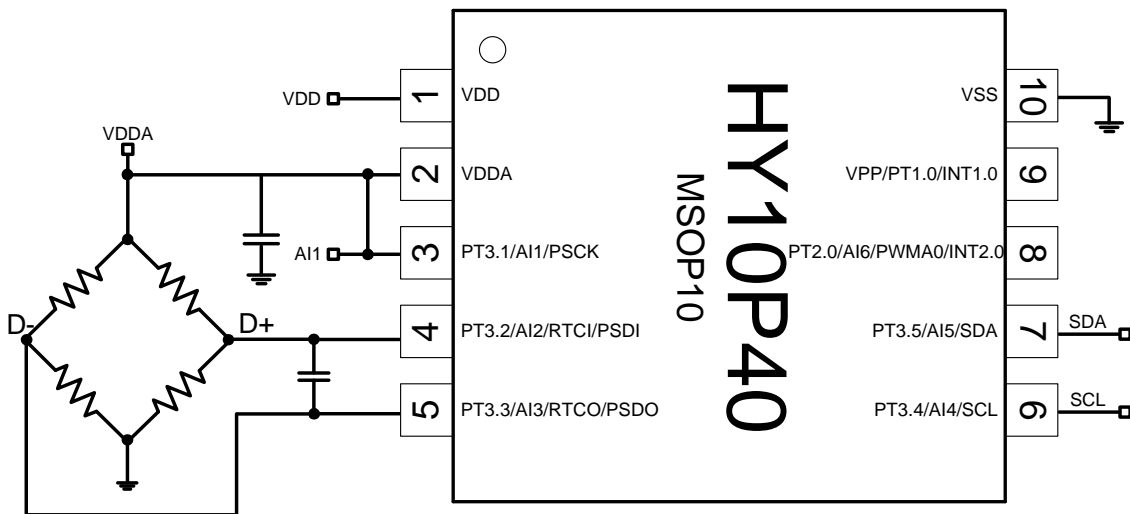 VDD
1
VDD
VDDA
2
VDDA
AI1
3
PT3.1/AI1/PSCK
D-
D+
4
PT3.2/AI2/RTCI/PSDI
5
PT3.3/AI3/RTCO/PSDO
HY10P40
MSOP10
VSS
10
VPP/PT1.0/INT1.0
9
PT2.0/AI6/PWMA0/INT2.0
8
PT3.5/AI5/SDA
7
SDA
PT3.4/AI4/SCL
6
SCL